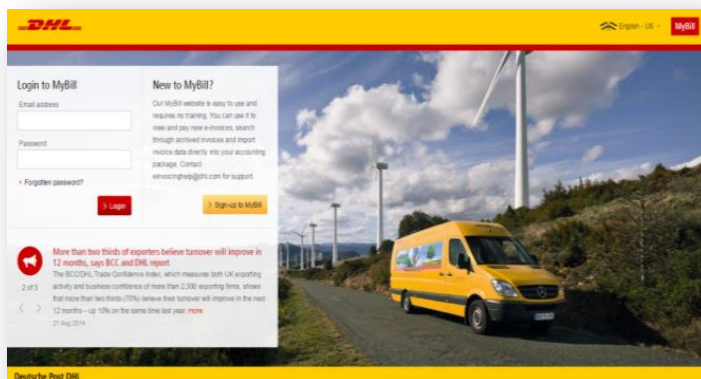 DHL
English - US
MyBill
Login to MyBill
Email address
Password
Forgotten password?
> Login
New to MyBill?
Our MyBill website is easy to use and
requires no training. You can use it to
view and pay new e-invoices, search
through archived invoices and import
invoice data directly into your accounting
package. Contact
einvoicinghelp@dhl.com for support.
> Sign-up to MyBill
More than two thirds of exporters believe turnover will improve in
12 months, says BCC and DHL report
The BCC/DHL Trade Confidence Index, which measures both UK exporting
activity and business confidence of more than 2,300 exporting firms, shows
that more than two thirds (70%) believe their turnover will improve in the next
12 months – up 10% on the same time last year. more
21 Aug 2014
2 of 3
Deutsche Post DHL